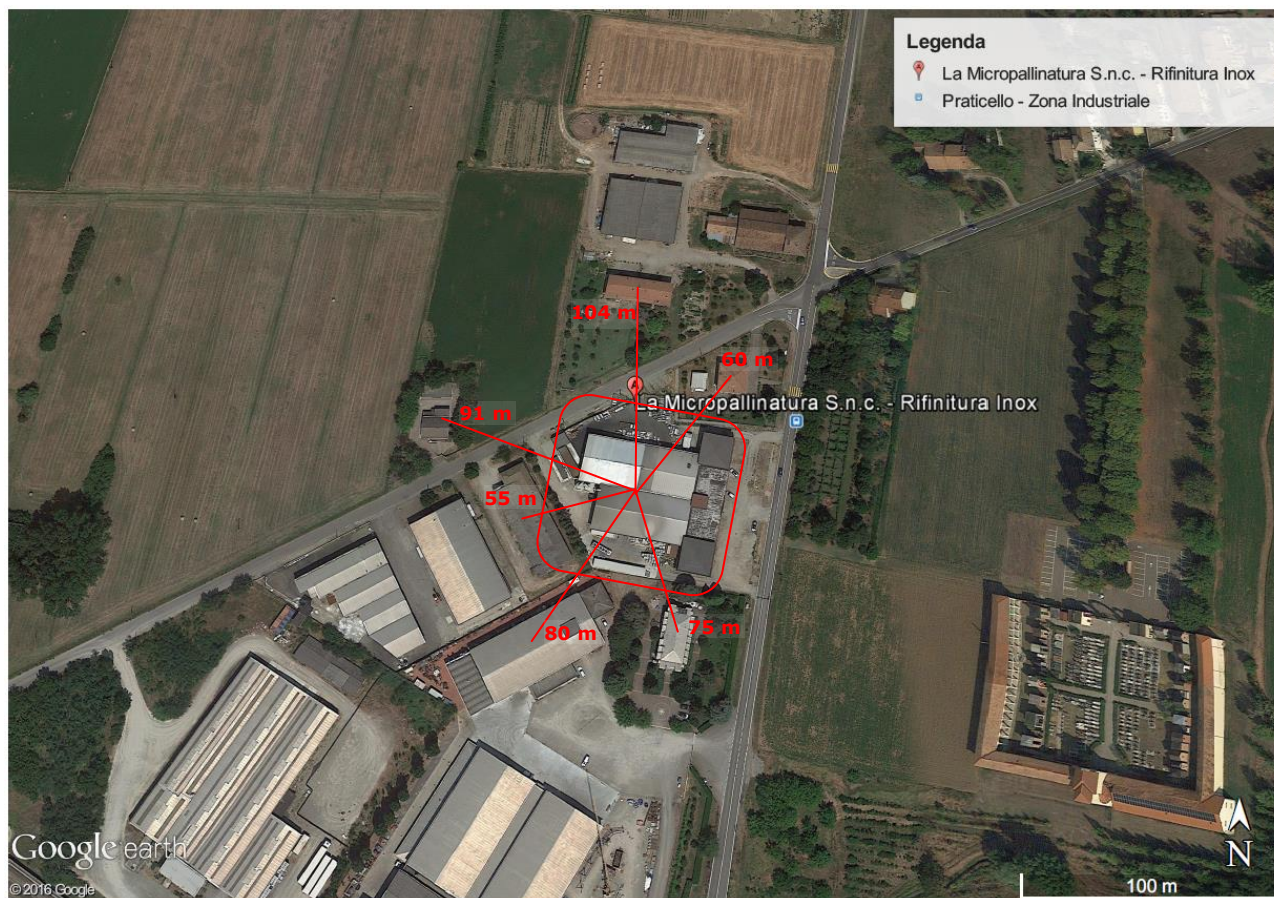 Legenda
La Micropallinatura S.n.c. - Rifinitura Inox
Praticello - Zona Industriale
104 m
60 m
La Micropallinatura S.n.c. - Rifinitura Inox
91 m
55 m
80 m
75 m
Google earth
N
© 2016 Google
100 m